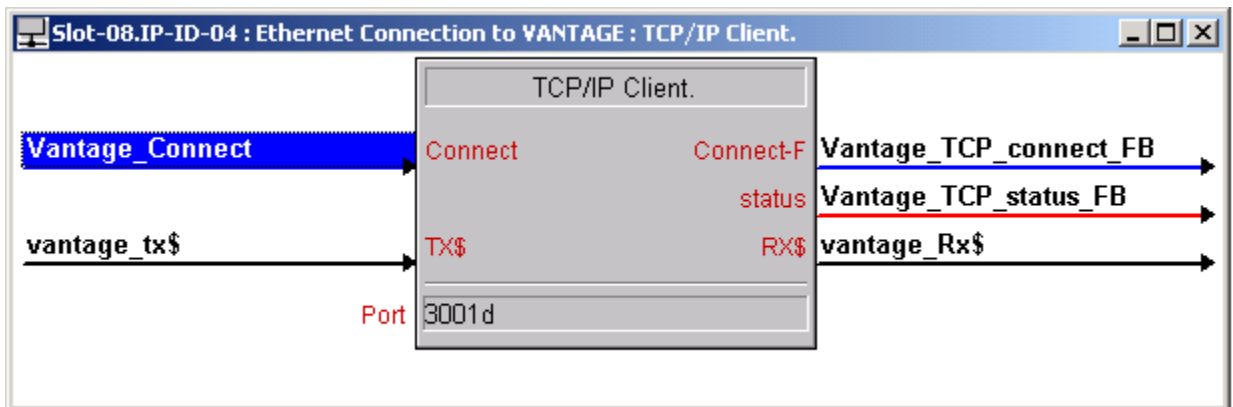 Slot-08.IP-ID-04 : Ethernet Connection to VANTAGE : TCP/IP Client.
TCP/IP Client.
Vantage_Connect Connect Connect-F Vantage_TCP_connect_FB
status Vantage_TCP_status_FB
vantage_tx$ TX$ RX$ vantage_Rx$
Port 3001d